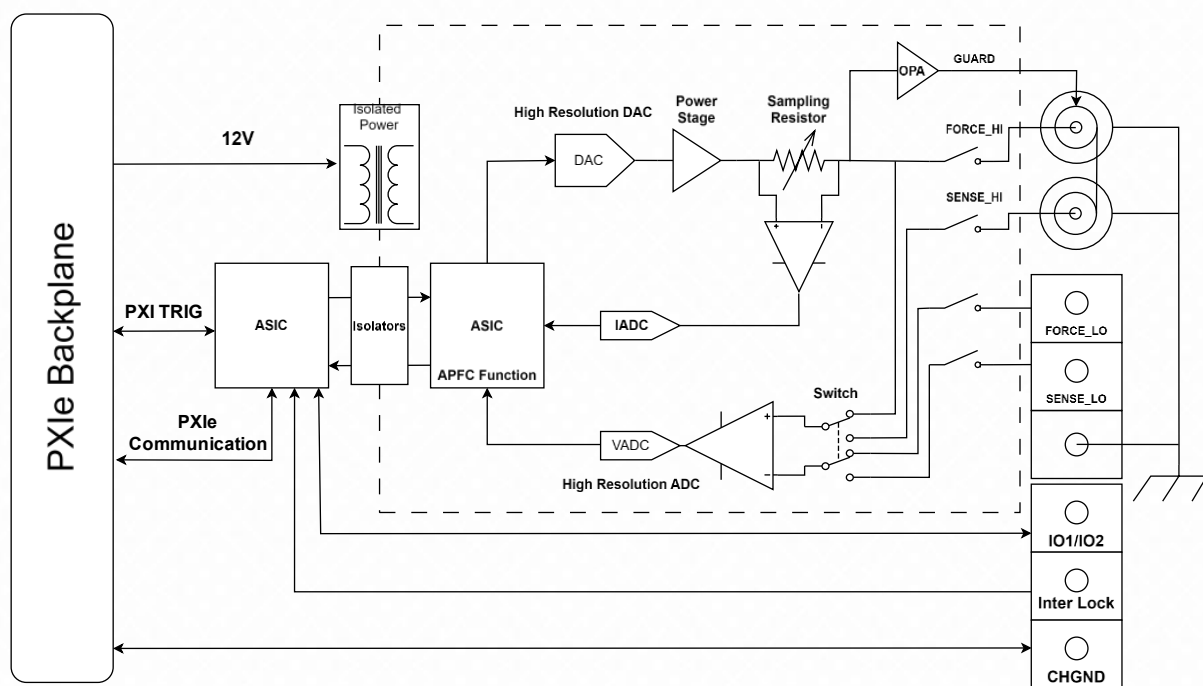 PXIe Backplane
12V
Isolated
Power
High Resolution DAC
DAC
Power
Stage
Sampling
Resistor
OPA
GUARD
FORCE_HI
SENSE_HI
PXI TRIG
ASIC
Isolators
ASIC
APFC Function
IADC
PXIe
Communication
VADC
High Resolution ADC
Switch
+
-
+
−
FORCE_LO
SENSE_LO
IO1/IO2
Inter Lock
CHGND